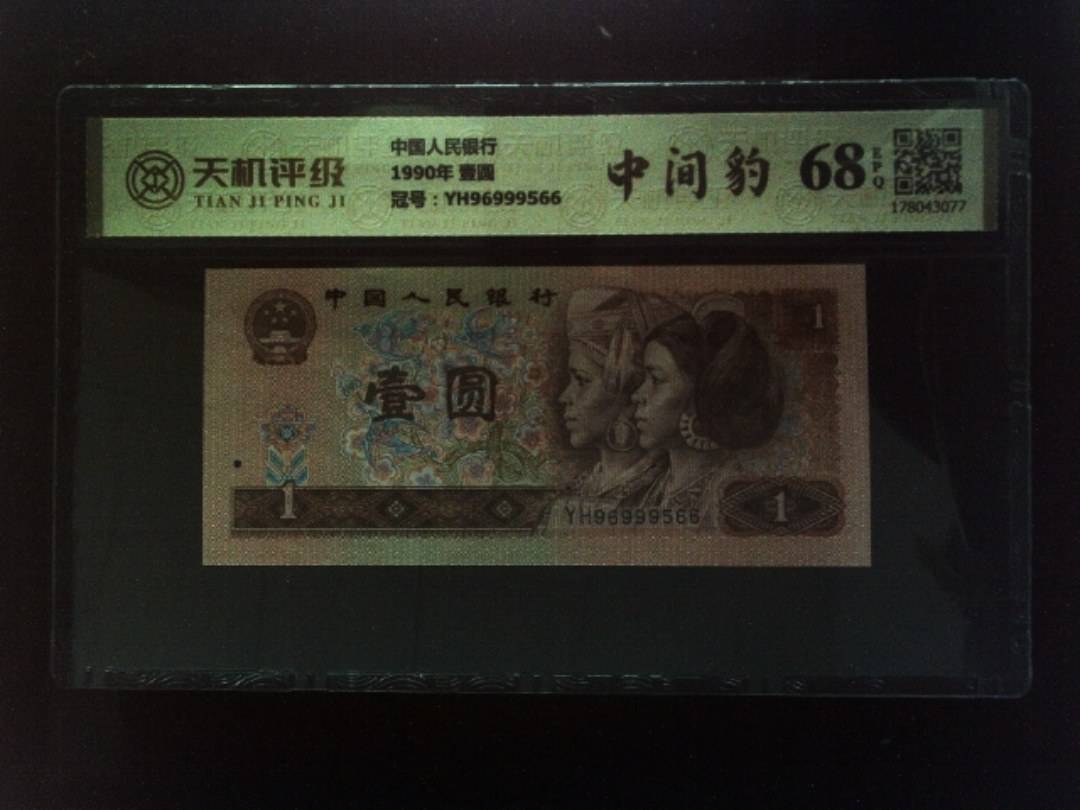 天机评级
TIAN JI PING JI
中国人民银行
1990年 壹圆
冠号：YH96999566
中间豹
68
EPQ
178043077
中国人民银行
1
壹圆
1
YH96999566
1